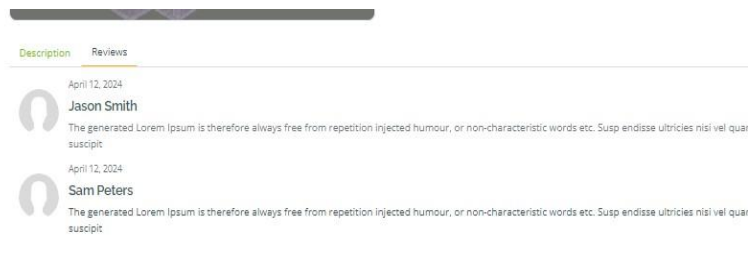 Description Reviews
April 12, 2024
Jason Smith
The generated Lorem Ipsum is therefore always free from repetition injected humour, or non-characteristic words etc. Susp endisse ultricies nisi vel quam
suscipit
April 12, 2024
Sam Peters
The generated Lorem Ipsum is therefore always free from repetition injected humour, or non-characteristic words etc. Susp endisse ultricies nisi vel quam
suscipit